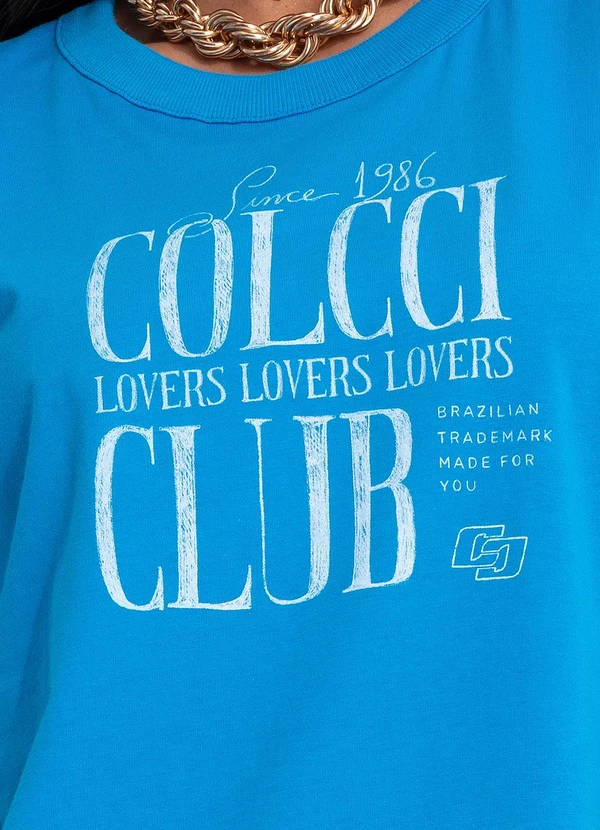 Since 1986
COLCCI
LOVERS LOVERS LOVERS
CLUB
BRAZILIAN
TRADEMARK
MADE FOR
YOU